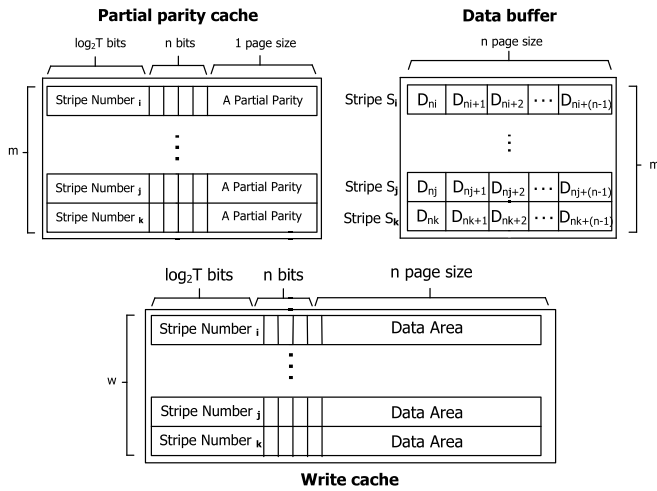 Partial parity cache
log₂T bits n bits 1 page size
Stripe Number i A Partial Parity
m
Stripe Number j A Partial Parity
Stripe Number k A Partial Parity
Data buffer
n page size
Stripe Si Dni Dni+1 Dni+2 ··· Dni+(n-1)
m
Stripe Sj Dnj Dnj+1 Dnj+2 ··· Dnj+(n-1)
Stripe Sk Dnk Dnk+1 Dnk+2 ··· Dnk+(n-1)
log₂T bits n bits n page size
Stripe Number i Data Area
w
Stripe Number j Data Area
Stripe Number k Data Area
Write cache